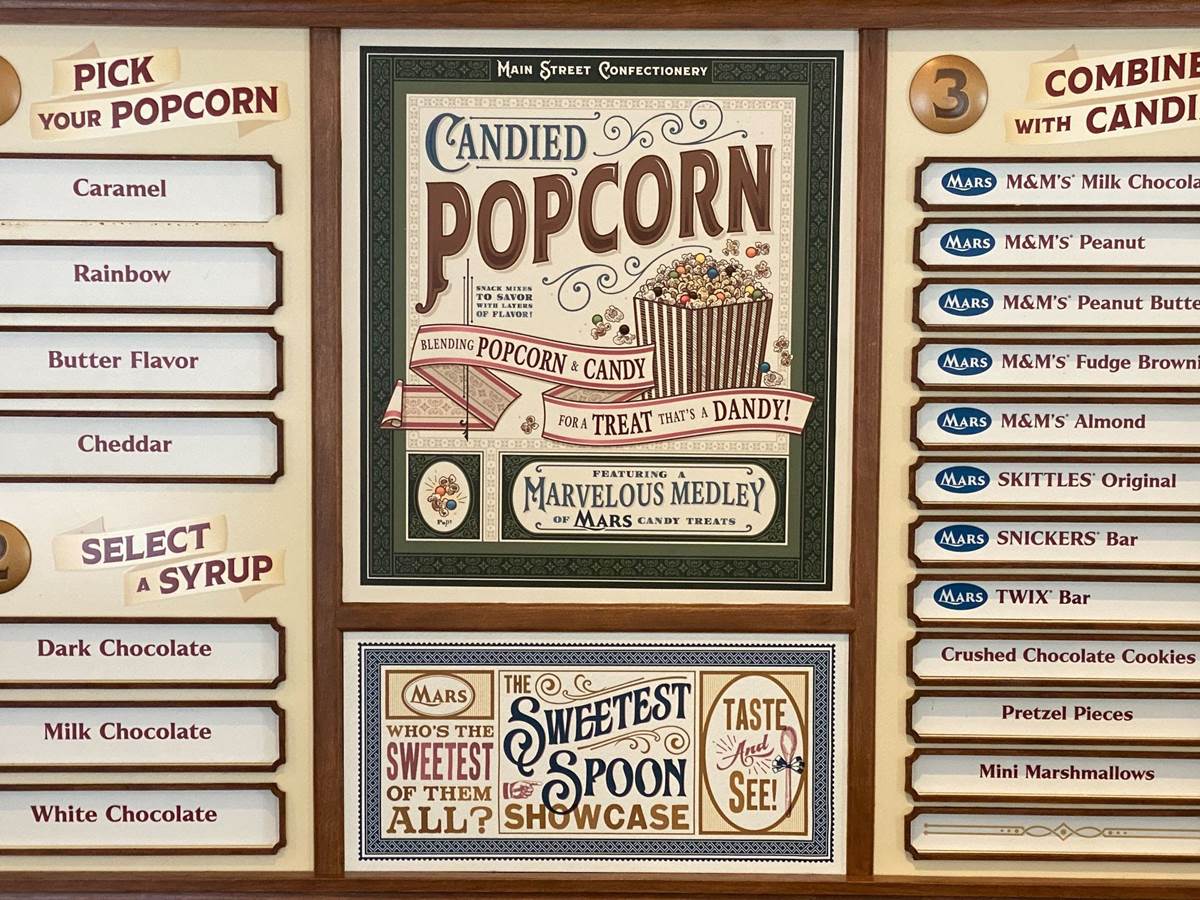 PICK
YOUR POPCORN
Caramel
Rainbow
Butter Flavor
Cheddar
2
SELECT
A SYRUP
Dark Chocolate
Milk Chocolate
White Chocolate
MAIN STREET CONFECTIONERY
CANDIED
POPCORN
SNACK MIXES
TO SAVOR
WITH LAYERS
OF FLAVOR!
BLENDING POPCORN & CANDY
FOR A TREAT THAT'S A DANDY!
Pop!
FEATURING A
MARVELOUS MEDLEY
OF MARS CANDY TREATS
MARS
WHO'S THE
SWEETEST
OF THEM
ALL?
THE
SWEETEST
SPOON
SHOWCASE
TASTE
And
SEE!
3
COMBINE
WITH CANDI
MARS M&M'S® Milk Chocola
MARS M&M'S® Peanut
MARS M&M'S® Peanut Butte
MARS M&M'S® Fudge Browni
MARS M&M'S® Almond
MARS SKITTLES® Original
MARS SNICKERS® Bar
MARS TWIX® Bar
Crushed Chocolate Cookies
Pretzel Pieces
Mini Marshmallows